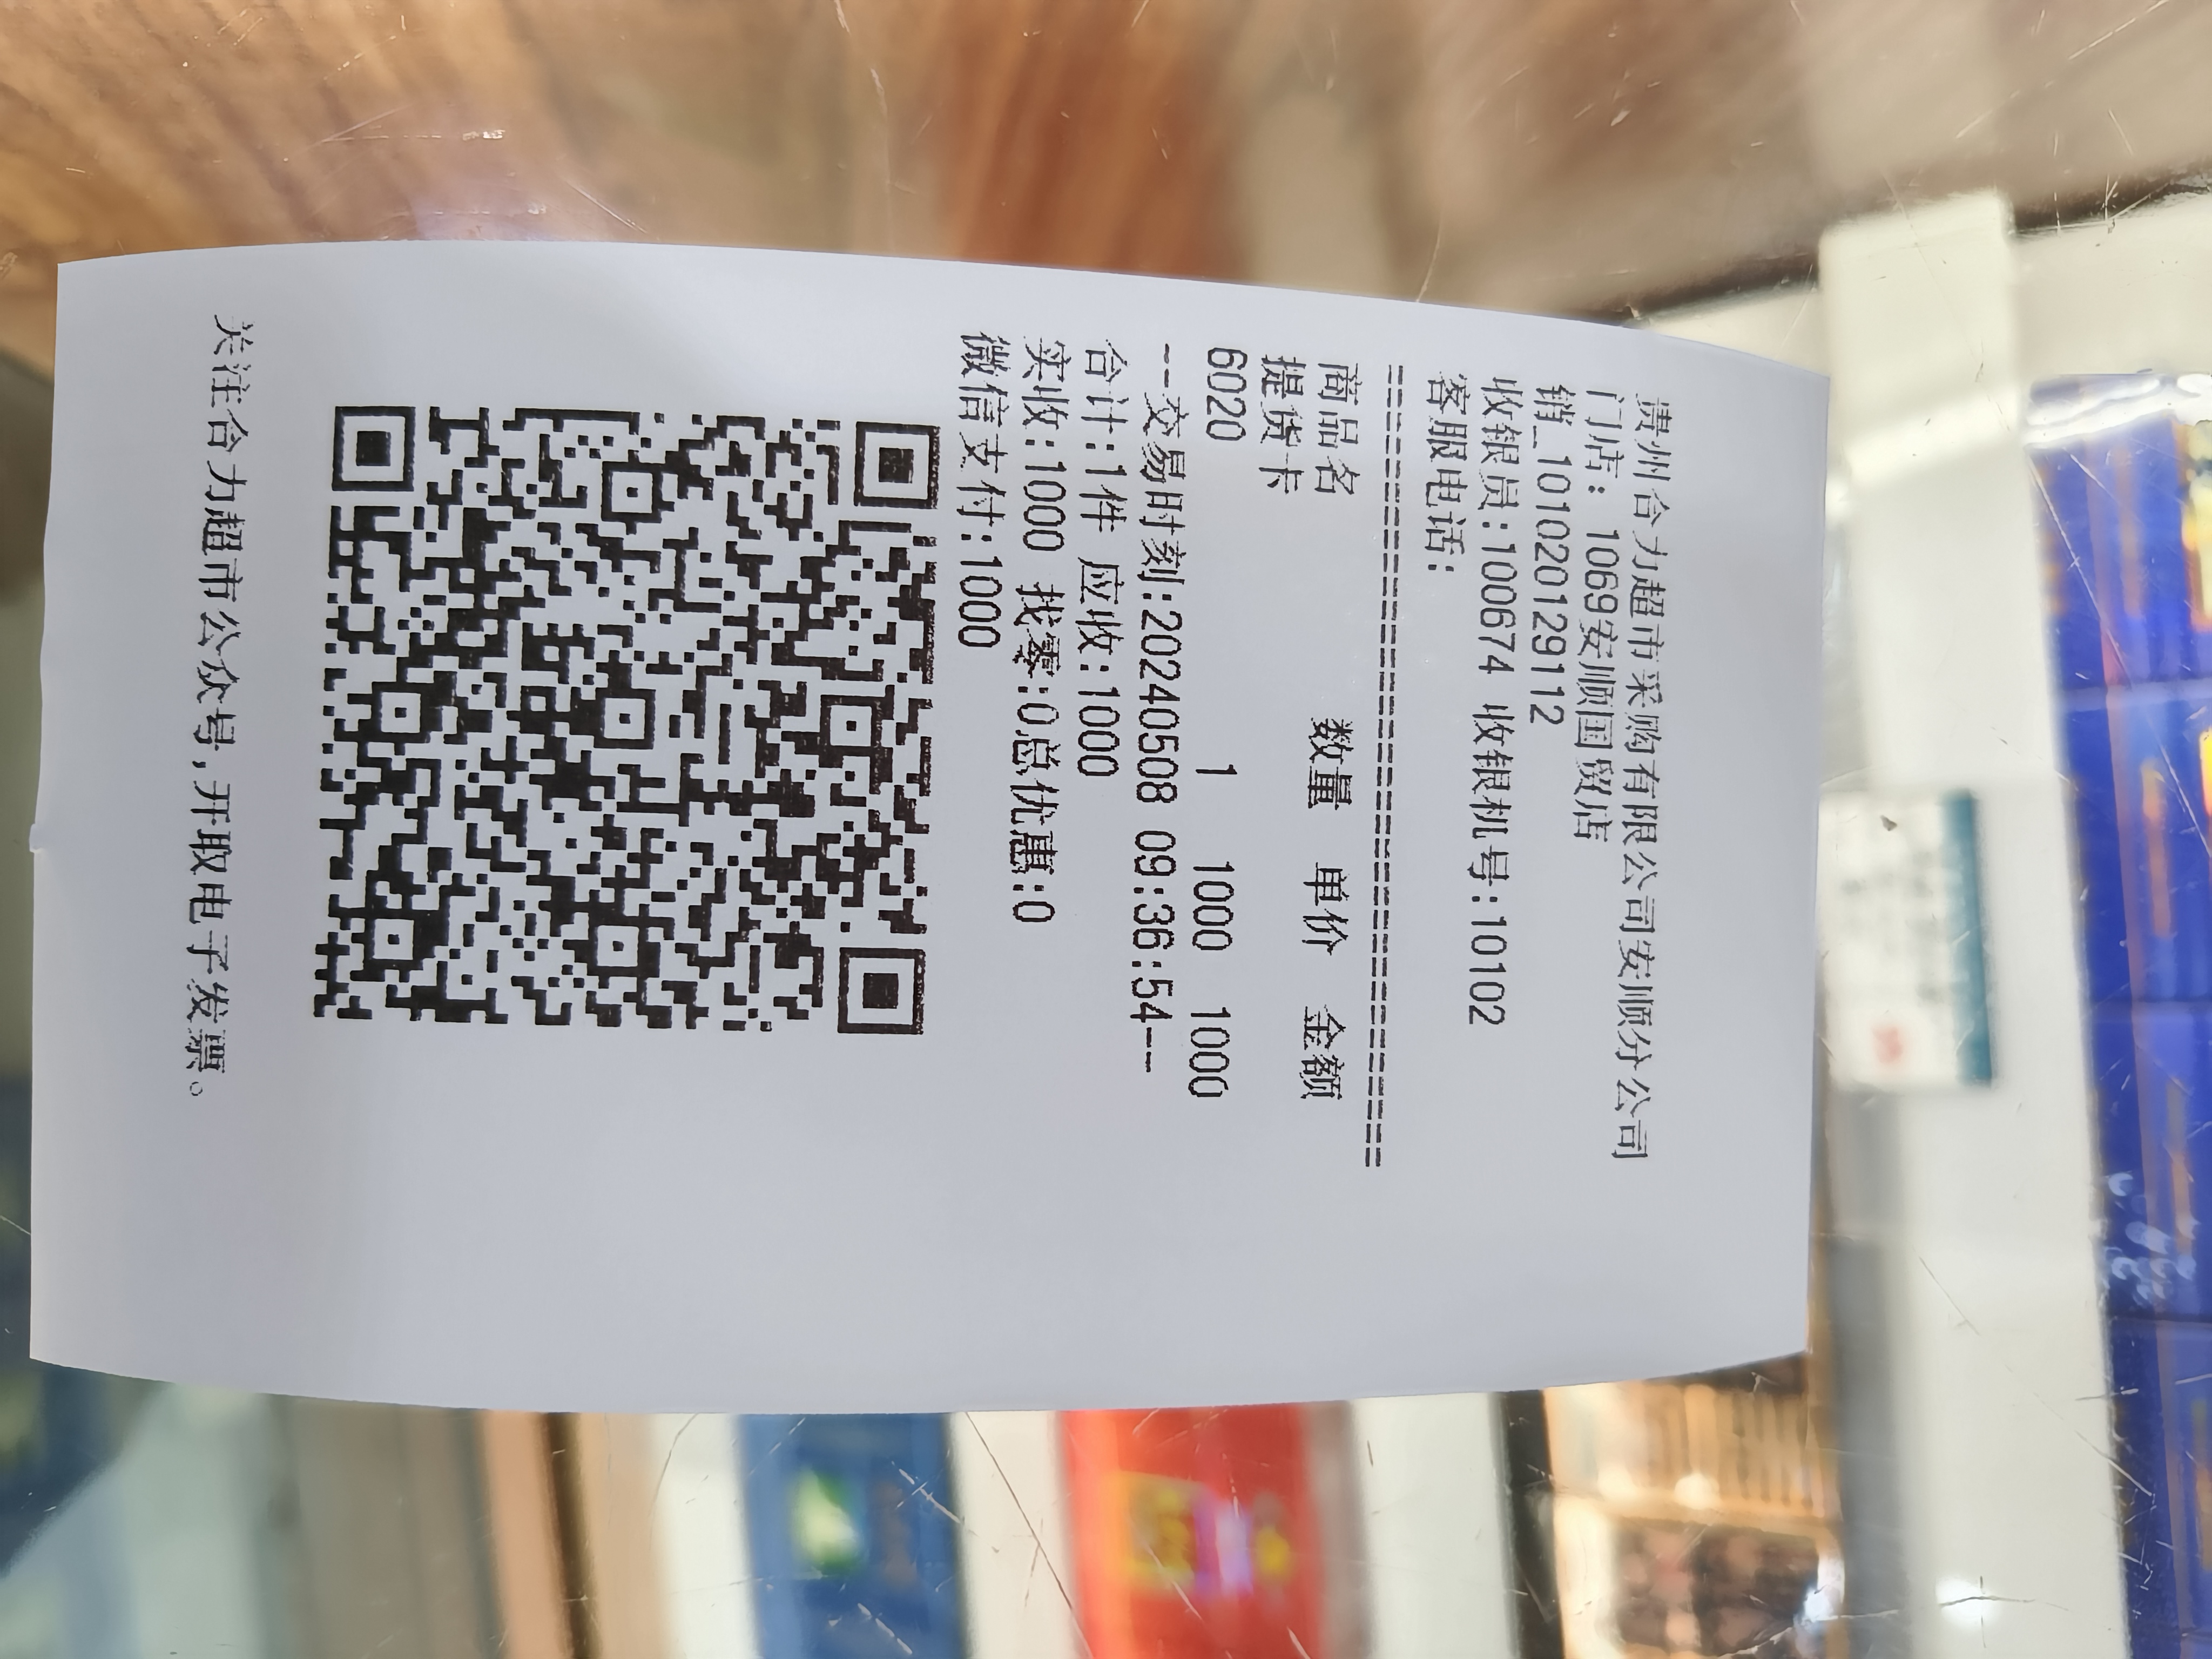 贵州合力超市采购有限公司安顺分公司
门店: 1069安顺国贸店
销_1010201291​12
收银员:100674 收银机号:10102
客服电话:
==========================================
商品名 数量 单价 金额
提货卡
6020 1 1000 1000
--交易时刻:20240508 09:36:54--
合计:1件 应收:1000
实收:1000 找零:0总优惠:0
微信支付:1000
关注合力超市公众号,开取电子发票。